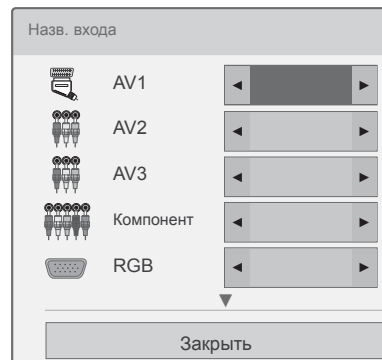 Назв. входа
AV1
AV2
AV3
Компонент
RGB
Закрыть